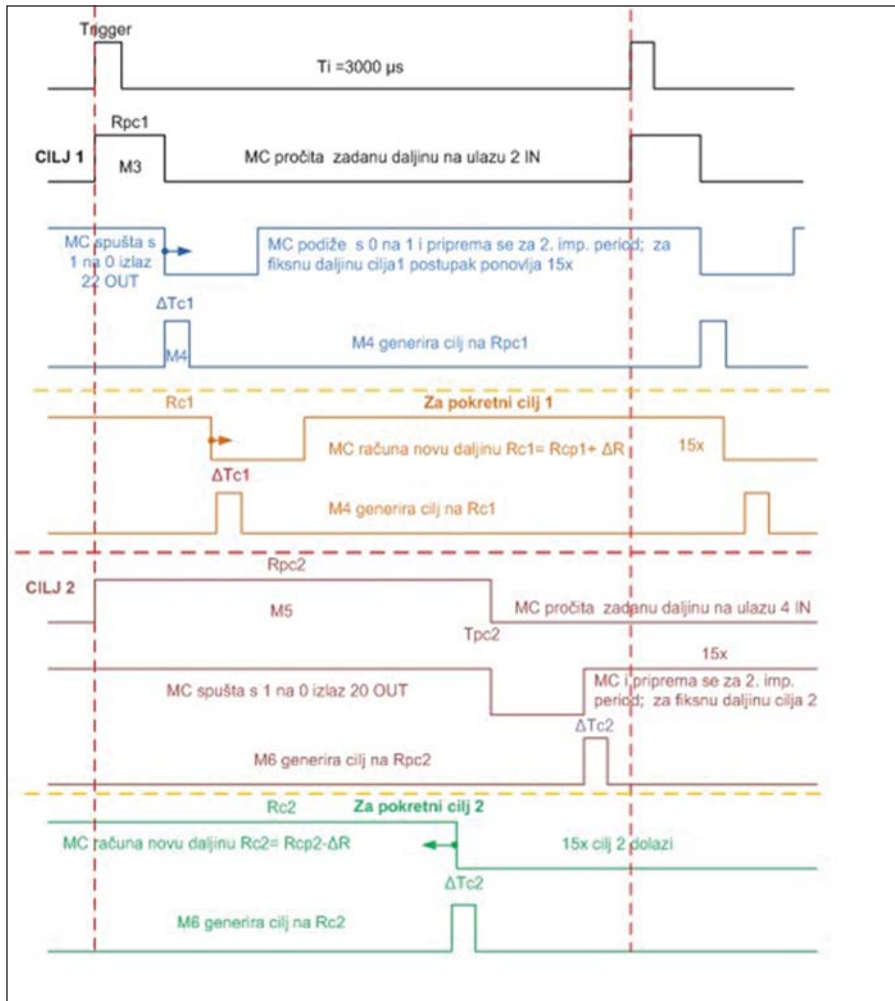 Trigger
Ti =3000 µs
Rpc1
CILJ 1
M3
MC pročita zadanu daljinu na ulazu 2 IN
MC spušta s
1 na 0 izlaz
22 OUT
MC podiže s 0 na 1 i priprema se za 2. imp. period; za
fiksnu daljinu cilja1 postupak ponovlja 15x
ΔTc1
M4
M4 generira cilj na Rpc1
Rc1
Za pokretni cilj 1
MC računa novu daljinu Rc1= Rcp1+ ΔR
15x
ΔTc1
M4 generira cilj na Rc1
Rpc2
CILJ 2
M5
MC pročita zadanu daljinu na ulazu 4 IN
Tpc2
15x
MC spušta s 1 na 0 izlaz 20 OUT
MC i priprema se za 2. imp.
period; za fiksnu daljinu cilja 2
ΔTc2
M6 generira cilj na Rpc2
Rc2
Za pokretni cilj 2
MC računa novu daljinu Rc2= Rcp2-ΔR
15x cilj 2 dolazi
ΔTc2
M6 generira cilj na Rc2